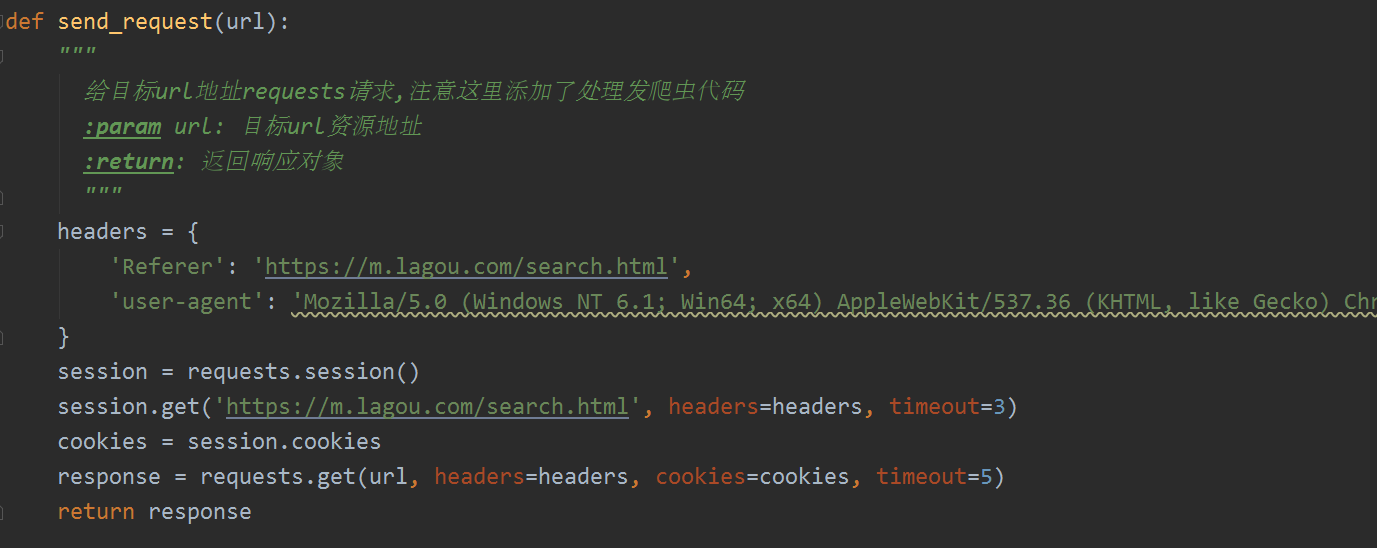 def send_request(url):
"""
给目标url地址requests请求,注意这里添加了处理发爬虫代码
:param url: 目标url资源地址
:return: 返回响应对象
"""
headers = {
'Referer': 'https://m.lagou.com/search.html',
'user-agent': 'Mozilla/5.0 (Windows NT 6.1; Win64; x64) AppleWebKit/537.36 (KHTML, like Gecko) Chr
}
session = requests.session()
session.get('https://m.lagou.com/search.html', headers=headers, timeout=3)
cookies = session.cookies
response = requests.get(url, headers=headers, cookies=cookies, timeout=5)
return response